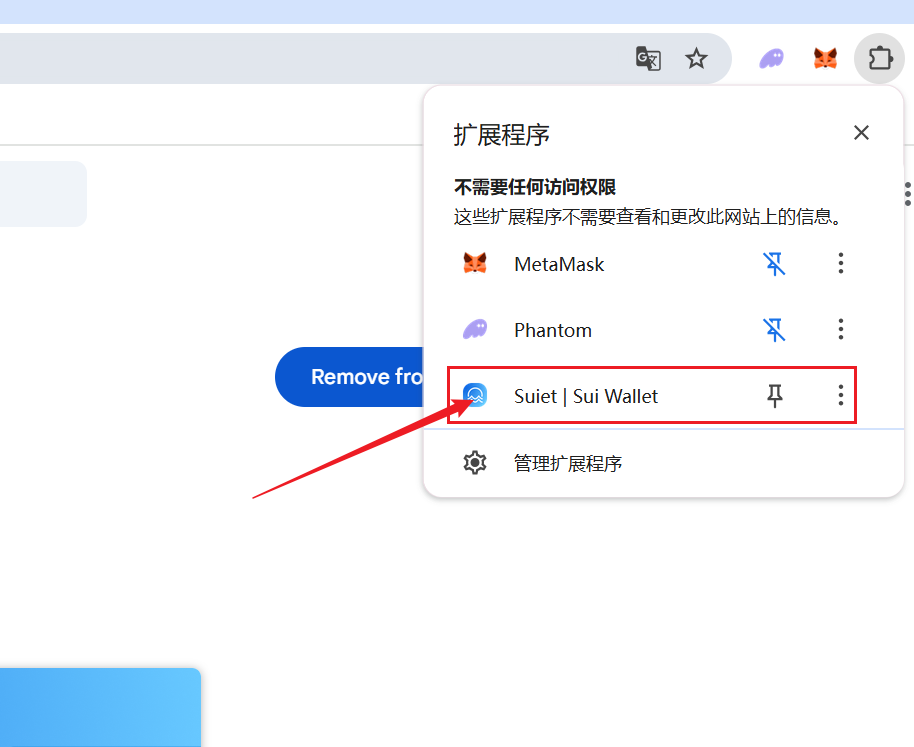 扩展程序
不需要任何访问权限
这些扩展程序不需要查看和更改此网站上的信息。
MetaMask
Phantom
Remove fro
Suiet | Sui Wallet
管理扩展程序